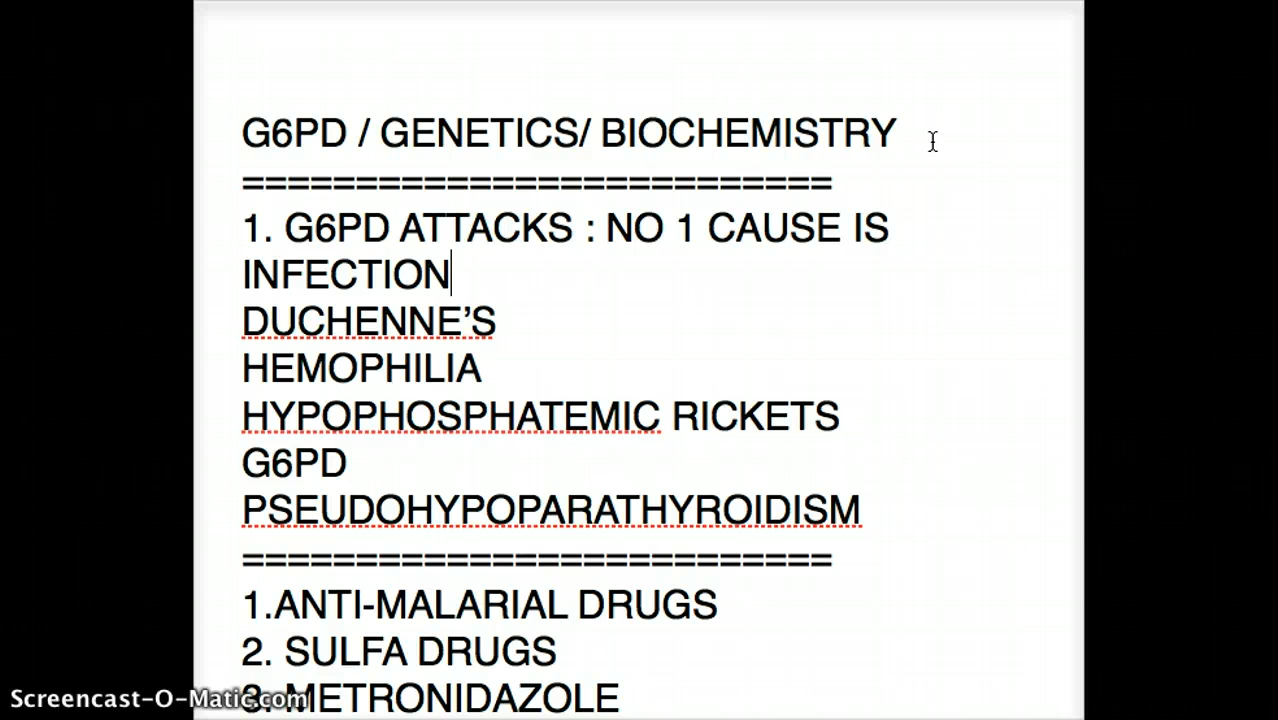 G6PD / GENETICS/ BIOCHEMISTRY
==========================
1. G6PD ATTACKS : NO 1 CAUSE IS
INFECTION
DUCHENNE’S
HEMOPHILIA
HYPOPHOSPHATEMIC RICKETS
G6PD
PSEUDOHYPOPARATHYROIDISM
==========================
1.ANTI-MALARIAL DRUGS
2. SULFA DRUGS
3. METRONIDAZOLE
Screencast-O-Matic.com